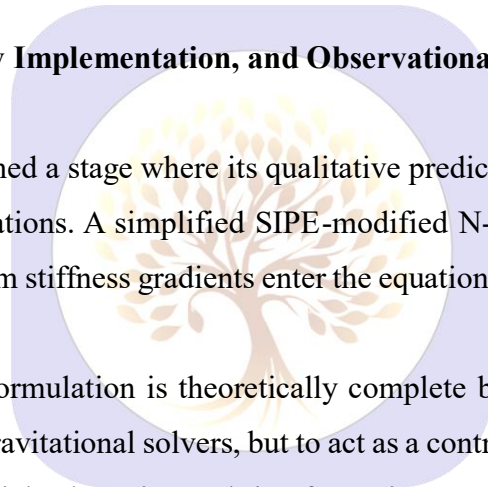 Implementation, and Observationa
ned a stage where its qualitative predic
ations. A simplified SIPE-modified N-
m stiffness gradients enter the equation
ormulation is theoretically complete b
ravitational solvers, but to act as a contr